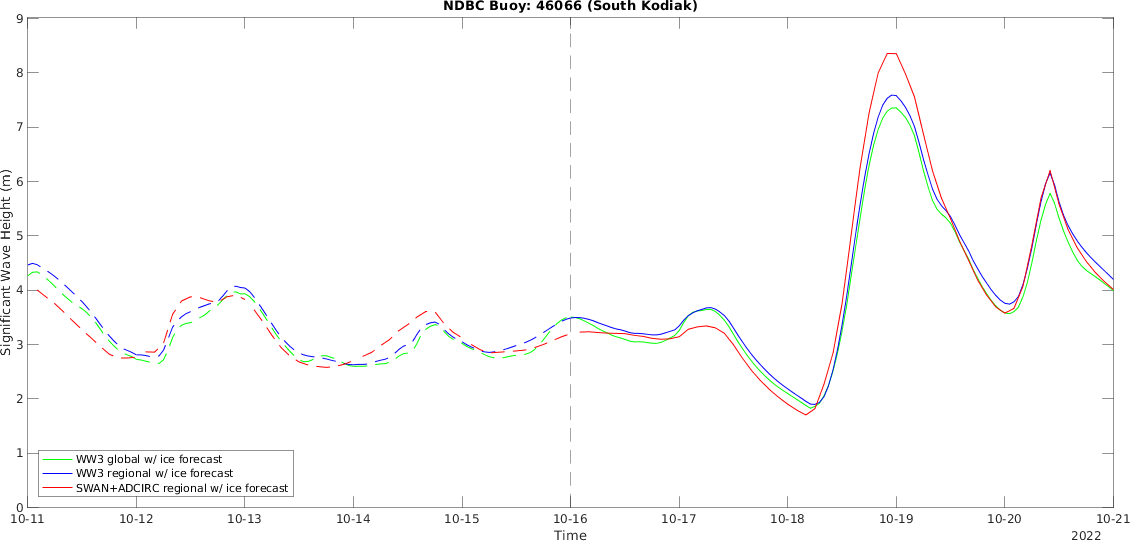 NDBC Buoy: 46066 (South Kodiak)
9
8
7
6
5
4
3
2
1
0
Significant Wave Height (m)
WW3 global w/ ice forecast
WW3 regional w/ ice forecast
SWAN+ADCIRC regional w/ ice forecast
10-11 10-12 10-13 10-14 10-15 10-16 10-17 10-18 10-19 10-20 10-21
Time
2022